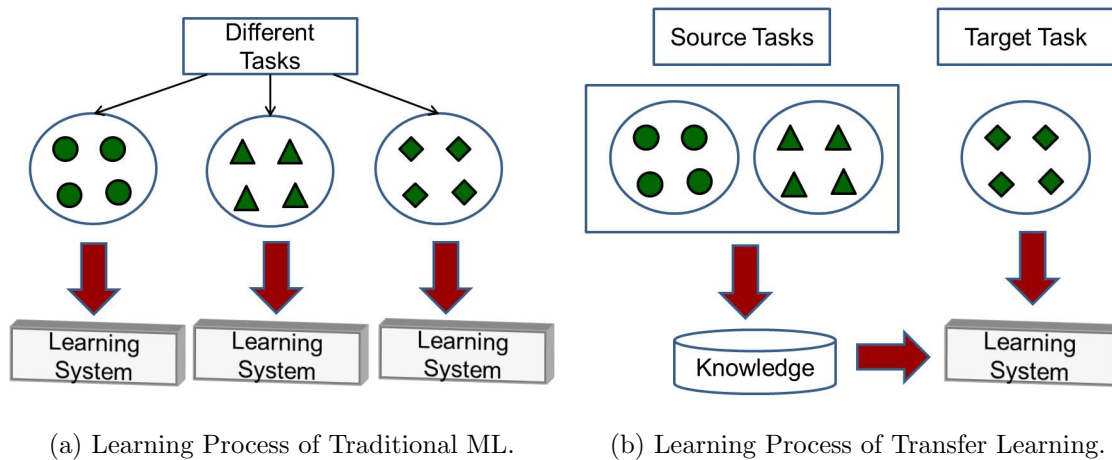 Different
Tasks
Learning
System
Learning
System
Learning
System
(a) Learning Process of Traditional ML.
Source Tasks
Target Task
Knowledge
Learning
System
(b) Learning Process of Transfer Learning.